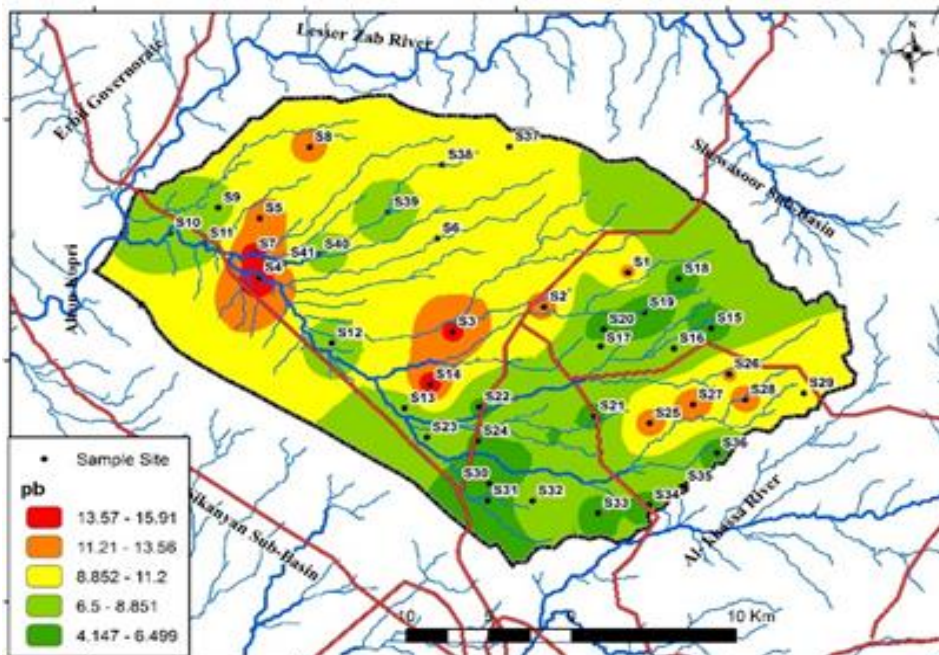 Lesser Zab River
Erbil Governorate
N
S
S8
S37
S38
Shewasoor Sub-Basin
S9
S5
S39
S10
S11
S7
S41
S40
S6
S4
S1
S18
Alton Kopri
S2
S19
S3
S20
S15
S12
S17
S16
S14
S26
S13
S22
S27
S28
S29
S21
S25
S23
S24
S36
Sample Site
S30
S35
pb
S31
S32
S33
S34
13.57 - 15.91
11.21 - 13.56
8.852 - 11.2
6.5 - 8.851
4.147 - 6.499
Sub-Basin
River
10 5 0 10 Km